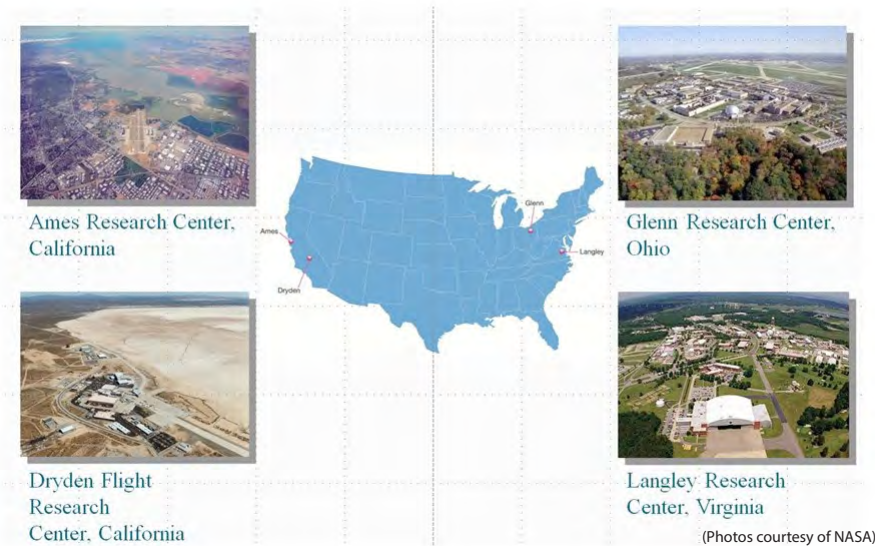 Ames Research Center,
California
Glenn Research Center,
Ohio
Ames
Dryden
Glenn
Langley
Dryden Flight
Research
Center, California
Langley Research
Center, Virginia
(Photos courtesy of NASA)